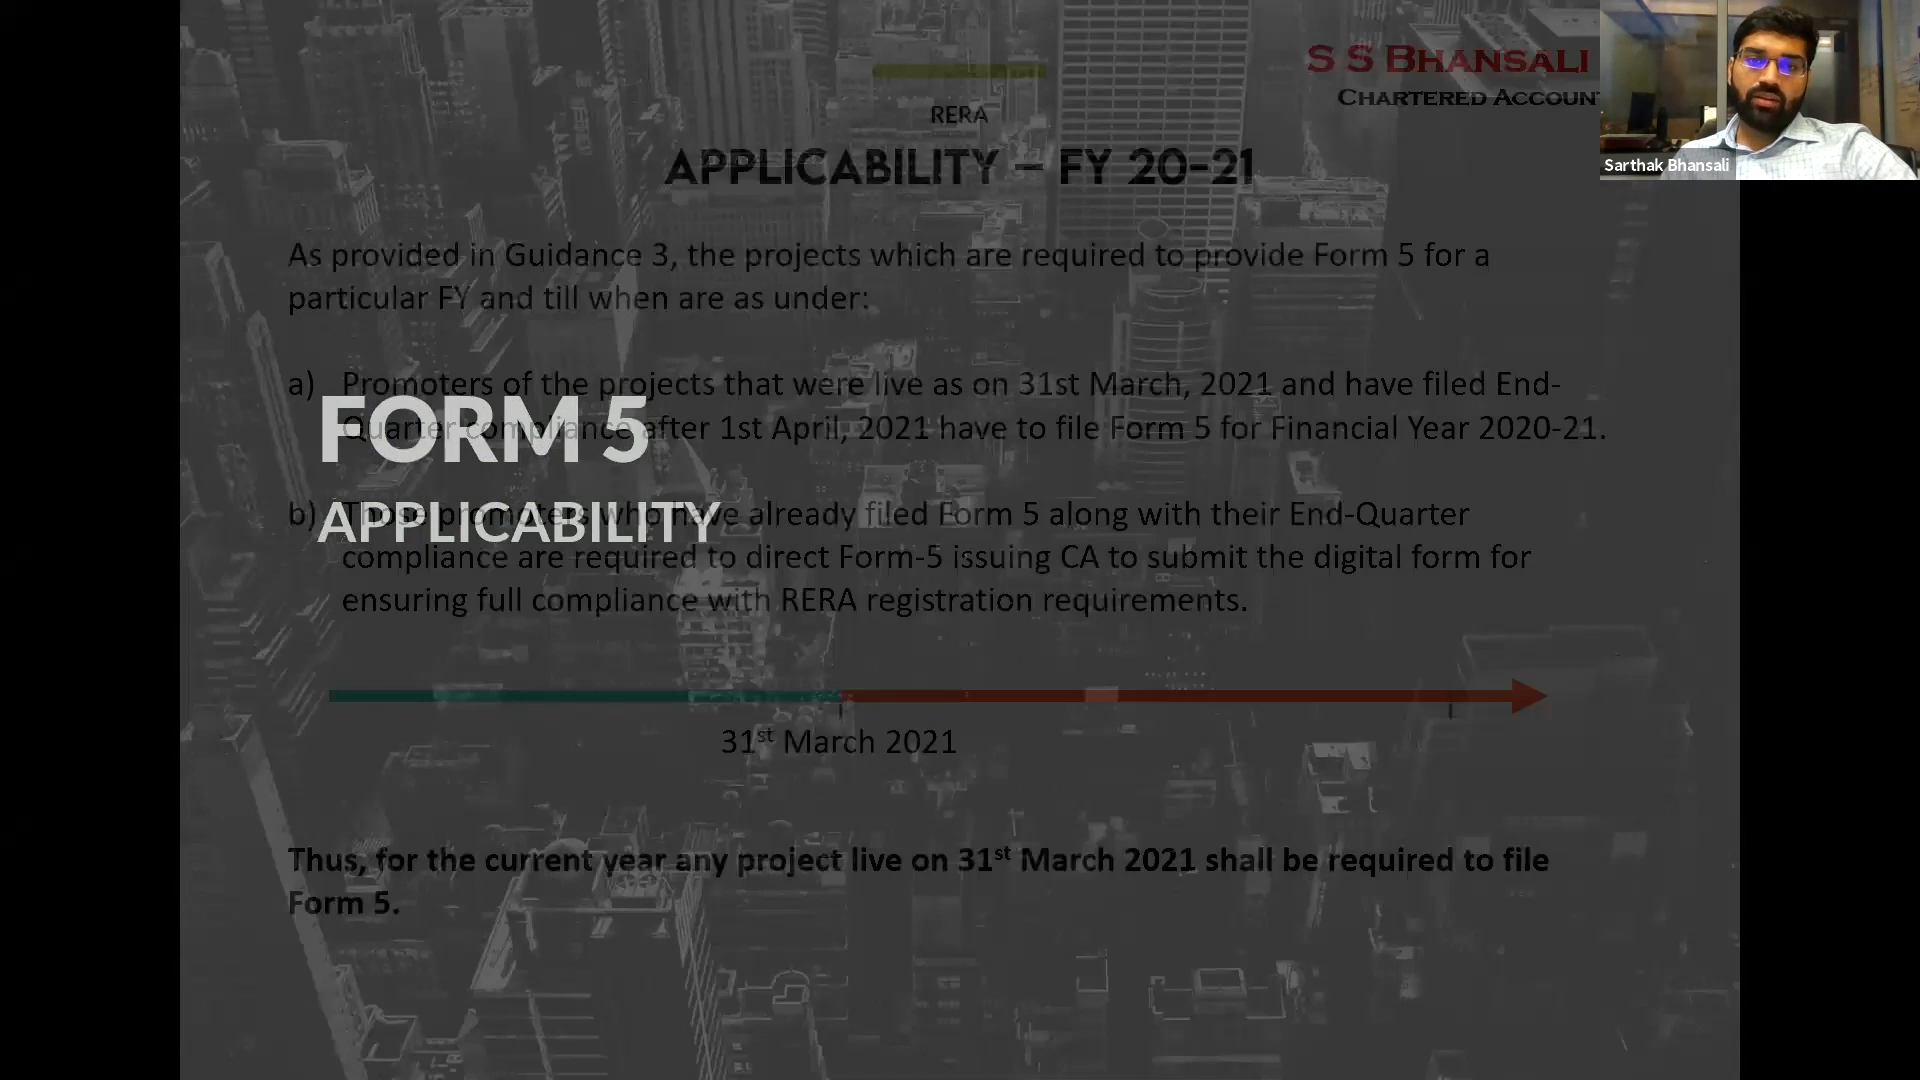 S S BHANSALI
CHARTERED ACCOUN
RERA
APPLICABILITY – FY 20-21
Sarthak Bhansali
As provided in Guidance 3, the projects which are required to provide Form 5 for a
particular FY and till when are as under:
a) Promoters of the projects that were live as on 31st March, 2021 and have filed End-
Quarter compliance after 1st April, 2021 have to file Form 5 for Financial Year 2020-21.
FORM 5
b) Those promoters who have already filed Form 5 along with their End-Quarter
APPLICABILITY
compliance are required to direct Form-5 issuing CA to submit the digital form for
ensuring full compliance with RERA registration requirements.
31st March 2021
Thus, for the current year any project live on 31st March 2021 shall be required to file
Form 5.